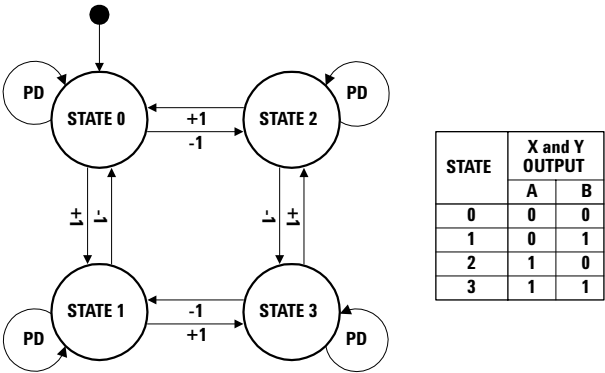 PD
STATE 0
+1
-1
STATE 2
PD
+1
-1
-1
+1
PD
STATE 1
-1
+1
STATE 3
PD
STATE X and Y OUTPUT
A B
0 0 0
1 0 1
2 1 0
3 1 1